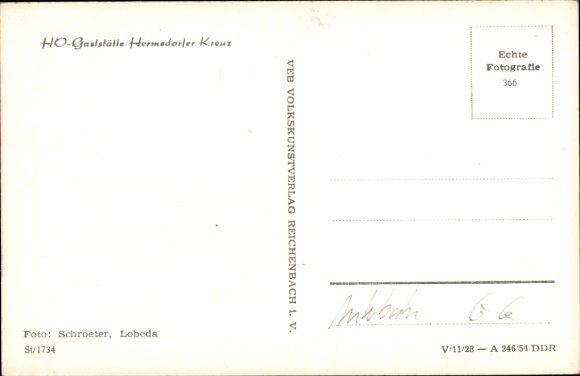 HO-Gaststätte Hermsdorfer Kreuz
Echte
Fotografie
366
VEB VOLKSKUNSTVERLAG REICHENBACH i. V.
Foto: Schroeter, Lobeda
St/1734
V/11/28 — A 246/54/DDR